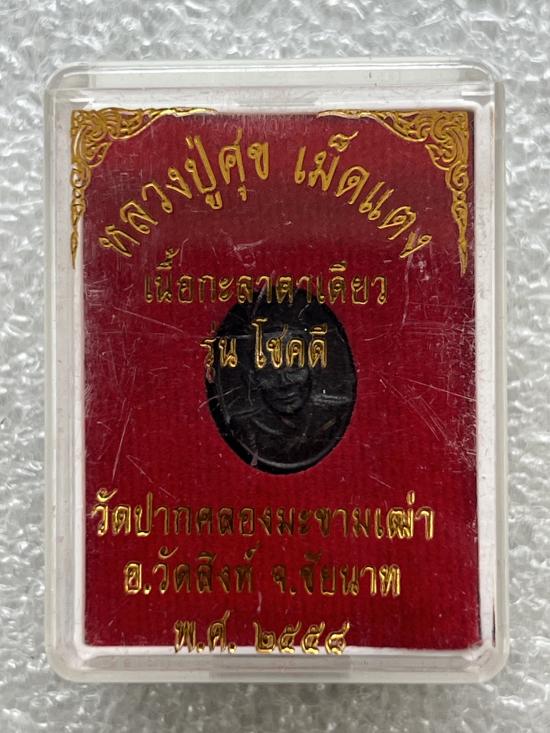 หลวงปู่ศุข เม็ดแตง
เนื้อกะลาตาเดียว
รุ่น โชคดี
วัดปากคลองมะขามเฒ่า
อ.วัดสิงห์ จ.ชัยนาท
พ.ศ. ๒๕๕๘